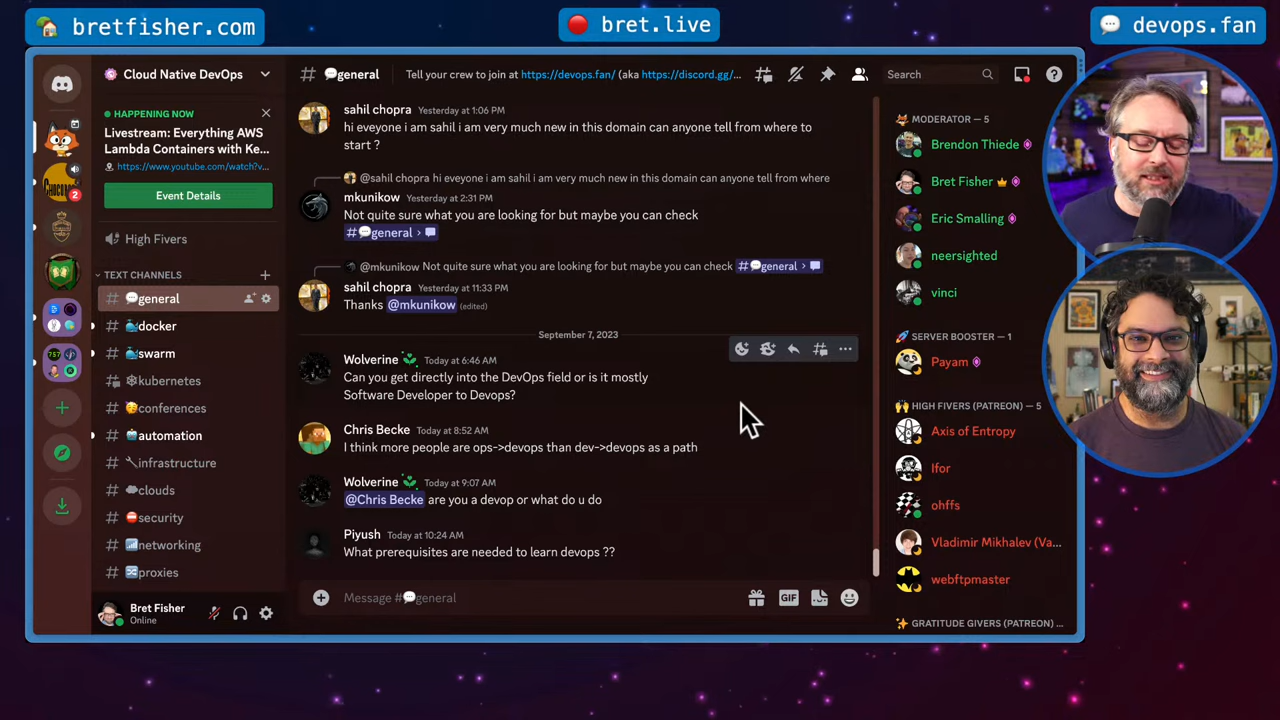 bretfisher.com
bret.live
devops.fan
Cloud Native DevOps
HAPPENING NOW
Livestream: Everything AWS
Lambda Containers with Ke...
https://www.youtube.com/watch?v...
Event Details
High Fivers
TEXT CHANNELS
general
docker
swarm
kubernetes
conferences
automation
infrastructure
clouds
security
networking
proxies
Bret Fisher
Online
2
757
general
Tell your crew to join at https://devops.fan/ (aka https://discord.gg/...
Search
sahil chopra Yesterday at 1:06 PM
hi eveyone i am sahil i am very much new in this domain can anyone tell from where to
start ?
@sahil chopra hi eveyone i am sahil i am very much new in this domain can anyone tell from where
mkunikow Yesterday at 2:31 PM
Not quite sure what you are looking for but maybe you can check
#general ›
@mkunikow Not quite sure what you are looking for but maybe you can check #general ›
sahil chopra Yesterday at 11:33 PM
Thanks @mkunikow (edited)
September 7, 2023
Wolverine Today at 6:46 AM
Can you get directly into the DevOps field or is it mostly
Software Developer to Devops?
Chris Becke Today at 8:52 AM
I think more people are ops->devops than dev->devops as a path
Wolverine Today at 9:07 AM
@Chris Becke are you a devop or what do u do
Piyush Today at 10:24 AM
What prerequisites are needed to learn devops ??
Message #general
GIF
MODERATOR — 5
Brendon Thiede
Bret Fisher
Eric Smalling
neersighted
vinci
SERVER BOOSTER — 1
Payam
HIGH FIVERS (PATREON) — 5
Axis of Entropy
lfor
ohffs
Vladimir Mikhalev (Va...
webftpmaster
GRATITUDE GIVERS (PATREON) ...